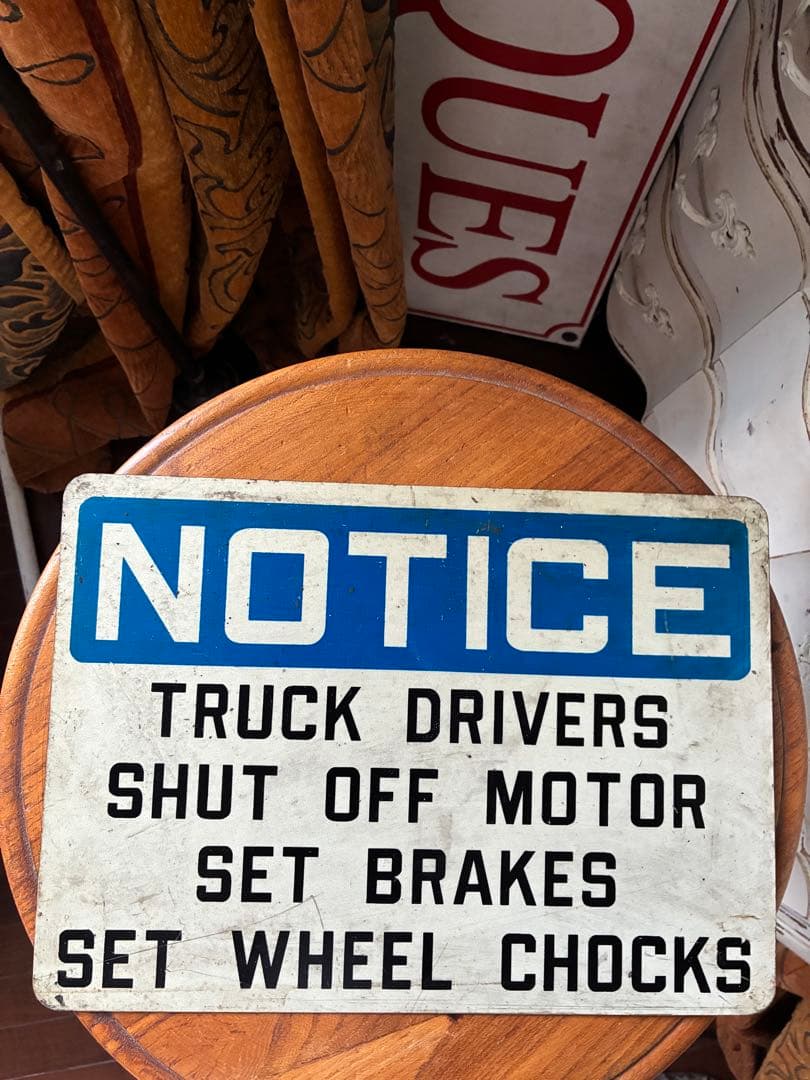 QUES
NOTICE
TRUCK DRIVERS
SHUT OFF MOTOR
SET BRAKES
SET WHEEL CHOCKS